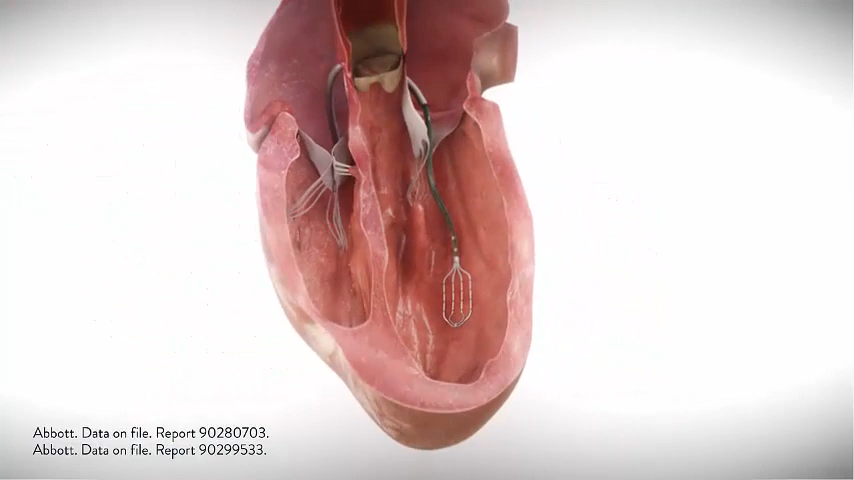 Abbott. Data on file. Report 90280703.
Abbott. Data on file. Report 90299533.